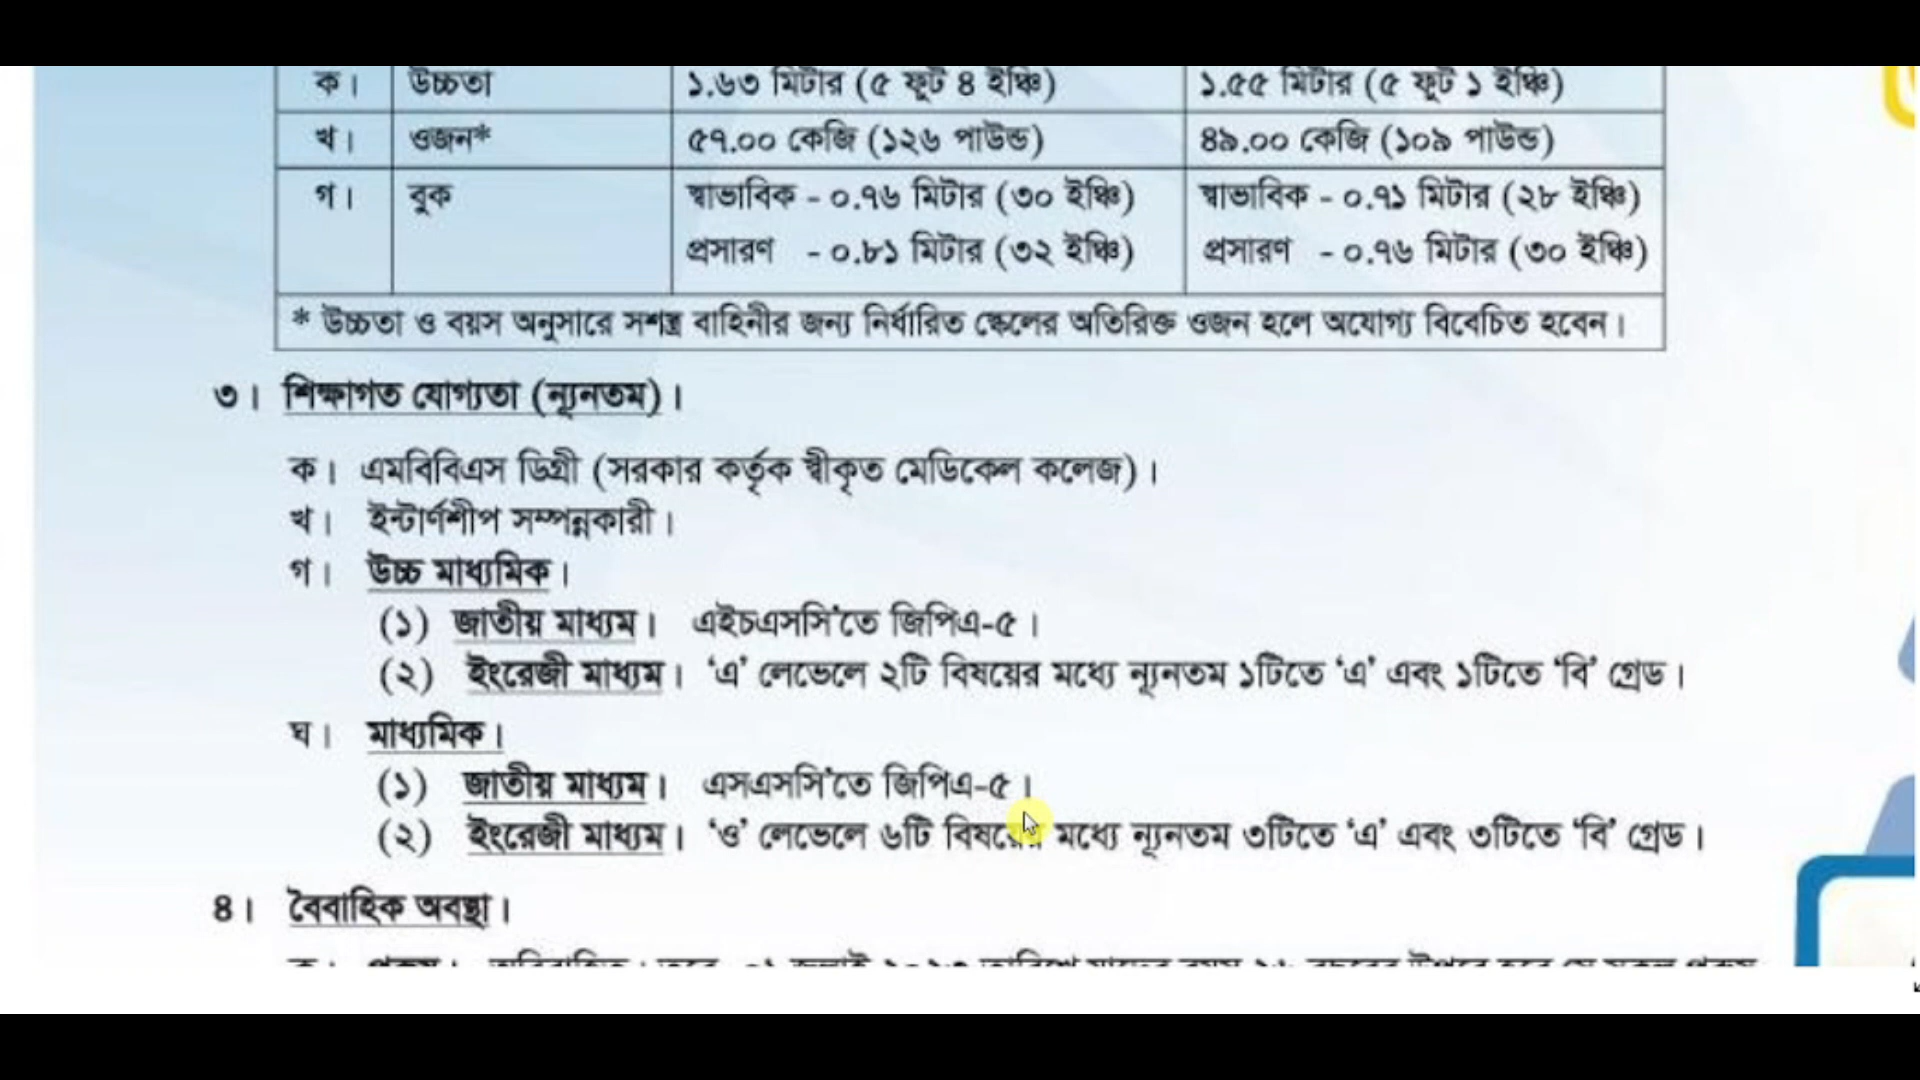 ক। উচ্চতা ১.৬৩ মিটার (৫ ফুট ৪ ইঞ্চি) ১.৫৫ মিটার (৫ ফুট ১ ইঞ্চি)
খ। ওজন* ৫৭.০০ কেজি (১২৬ পাউন্ড) ৪৯.০০ কেজি (১০৯ পাউন্ড)
গ। বুক স্বাভাবিক - ০.৭৬ মিটার (৩০ ইঞ্চি) স্বাভাবিক - ০.৭১ মিটার (২৮ ইঞ্চি)
প্রসারণ - ০.৮১ মিটার (৩২ ইঞ্চি) প্রসারণ - ০.৭৬ মিটার (৩০ ইঞ্চি)
* উচ্চতা ও বয়স অনুসারে সশস্ত্র বাহিনীর জন্য নির্ধারিত স্কেলের অতিরিক্ত ওজন হলে অযোগ্য বিবেচিত হবেন।
৩। শিক্ষাগত যোগ্যতা (ন্যূনতম)।
ক। এমবিবিএস ডিগ্রী (সরকার কর্তৃক স্বীকৃত মেডিকেল কলেজ)।
খ। ইন্টার্ণশীপ সম্পন্নকারী।
গ। উচ্চ মাধ্যমিক।
(১) জাতীয় মাধ্যম। এইচএসসি'তে জিপিএ-৫।
(২) ইংরেজী মাধ্যম। ‘এ’ লেভেলে ২টি বিষয়ের মধ্যে ন্যূনতম ১টিতে ‘এ’ এবং ১টিতে ‘বি’ গ্রেড।
ঘ। মাধ্যমিক।
(১) জাতীয় মাধ্যম। এসএসসি'তে জিপিএ-৫।
(২) ইংরেজী মাধ্যম। ‘ও’ লেভেলে ৬টি বিষয়ের মধ্যে ন্যূনতম ৩টিতে ‘এ’ এবং ৩টিতে ‘বি’ গ্রেড।
৪। বৈবাহিক অবস্থা।